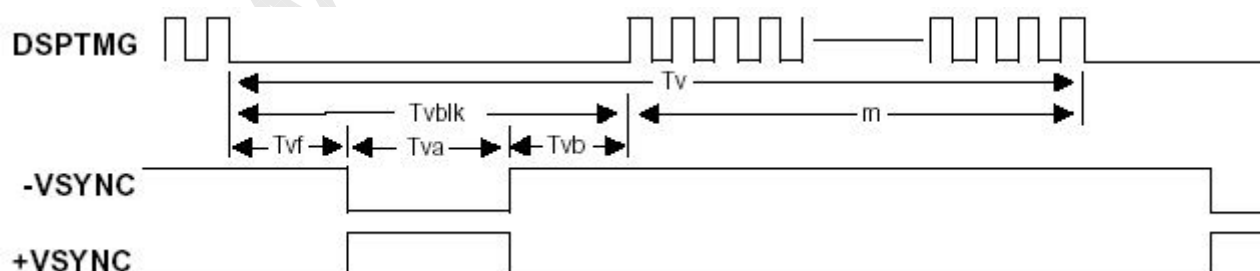 DSPTMG
Tv
Tvblk
m
Tvf
Tva
Tvb
-VSYNC
+VSYNC